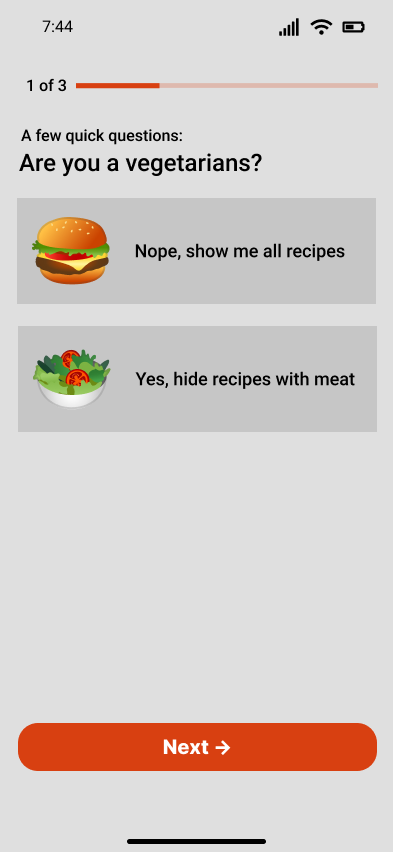 7:44
1 of 3
A few quick questions:
Are you a vegetarians?
Nope, show me all recipes
Yes, hide recipes with meat
Next →